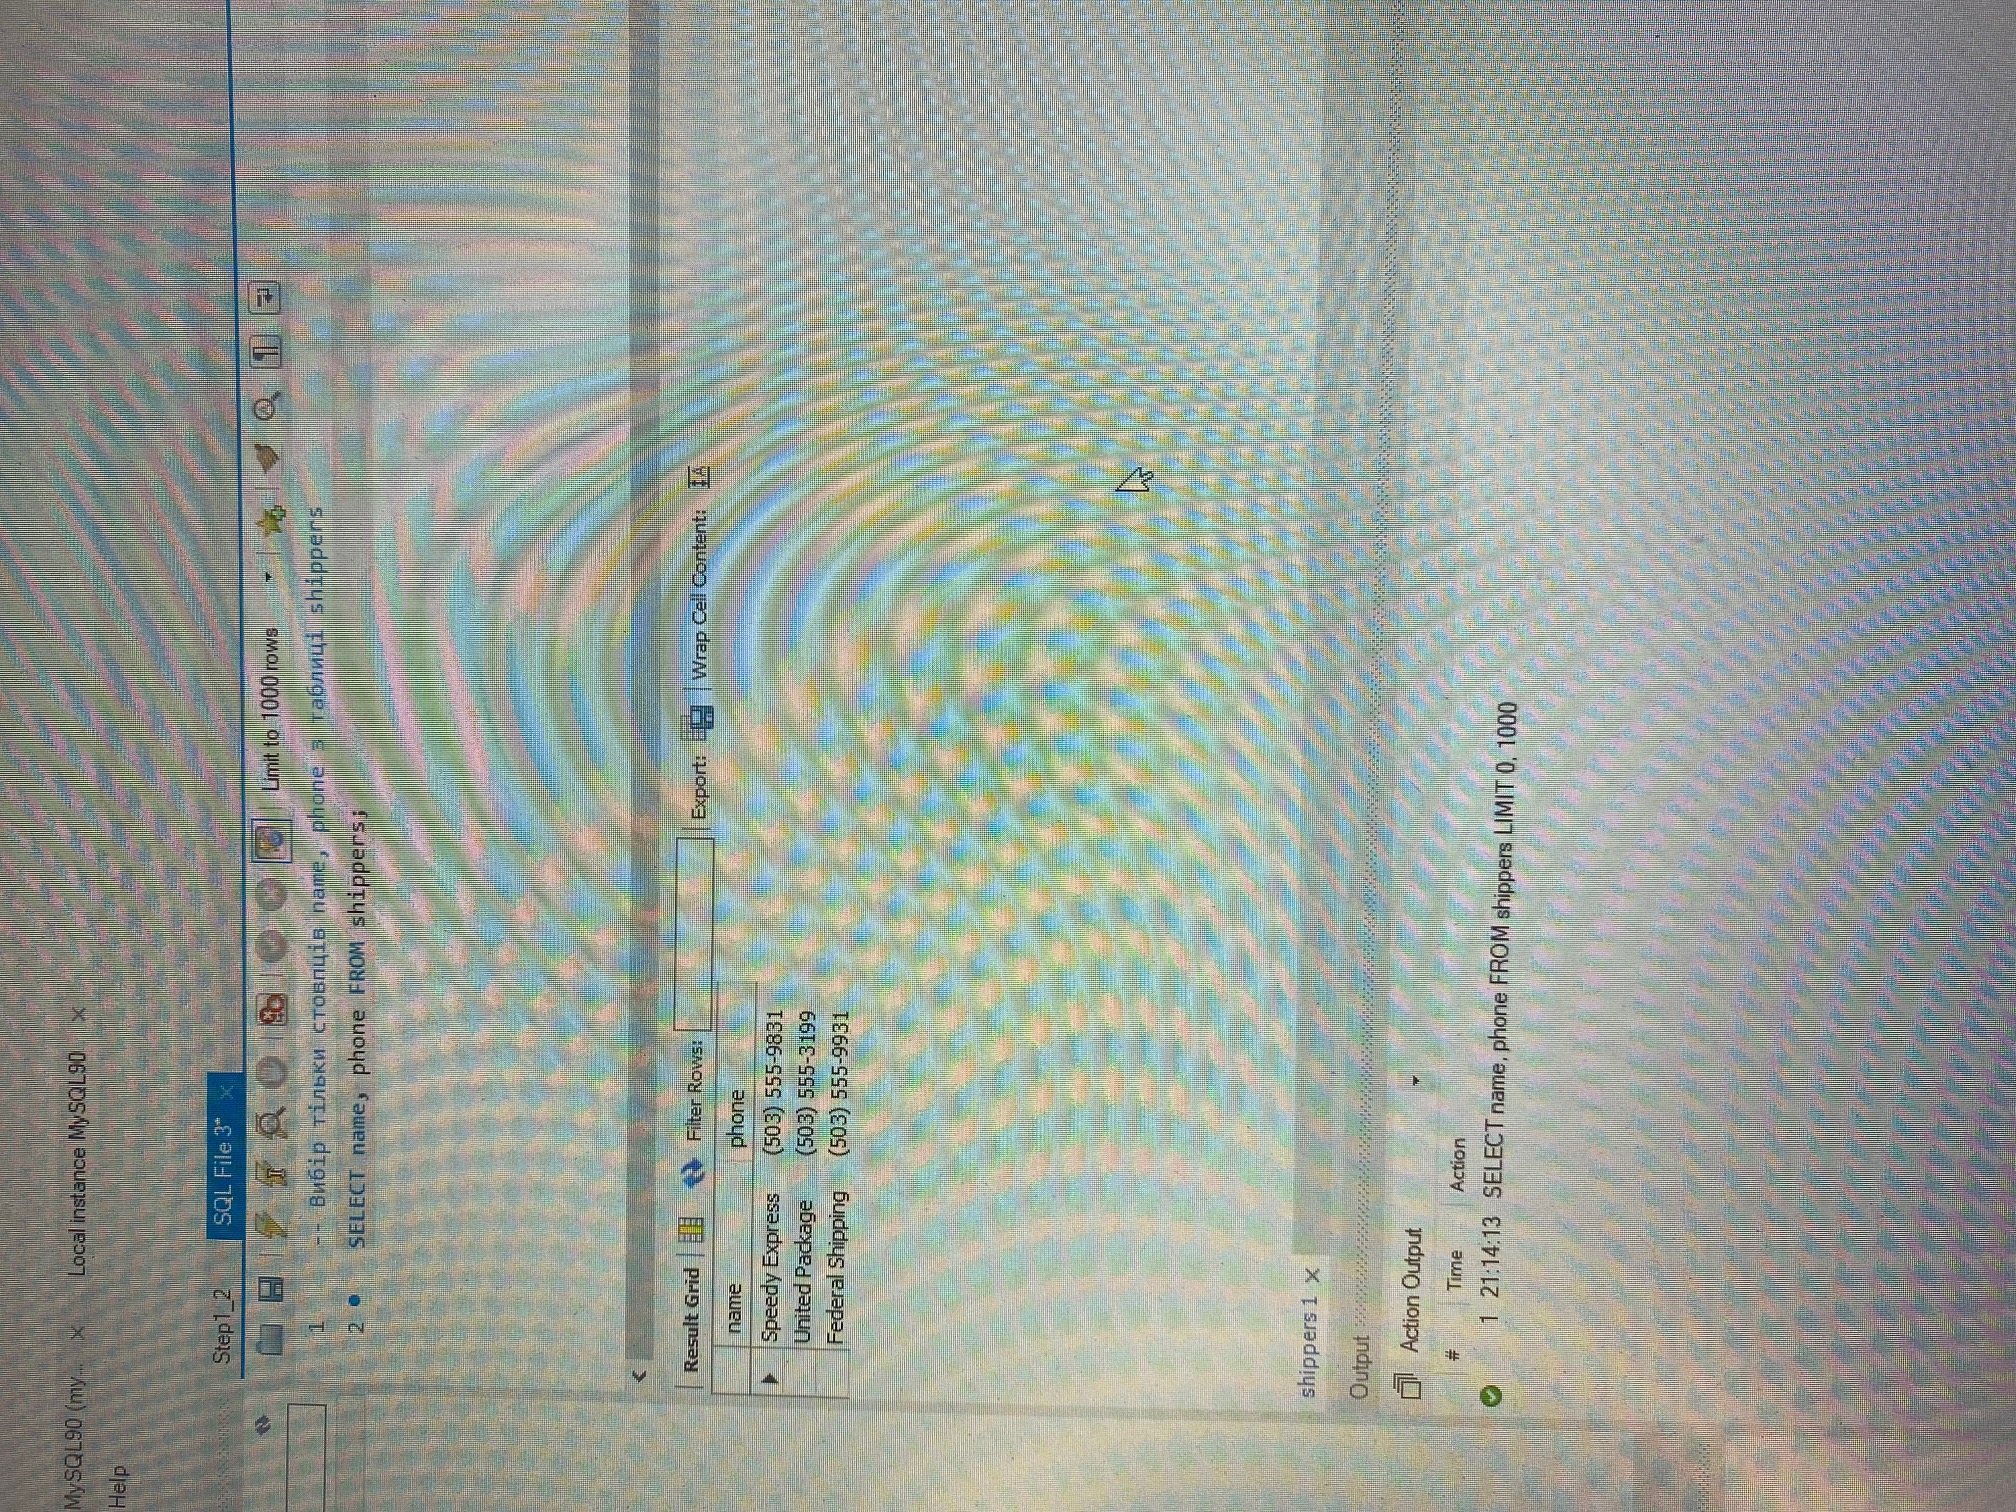 MySQL90 (my... × Local instance MySQL90 ×
Help
Step1_2 SQL File 3* ×
Limit to 1000 rows
1 -- Вибір тільки стовпців name, phone з таблиці shippers
2 SELECT name, phone FROM shippers;
Result Grid Filter Rows: Export: Wrap Cell Content:
name phone
Speedy Express (503) 555-9831
United Package (503) 555-3199
Federal Shipping (503) 555-9931
shippers 1 ×
Output
Action Output
# Time Action
1 21:14:13 SELECT name, phone FROM shippers LIMIT 0, 1000